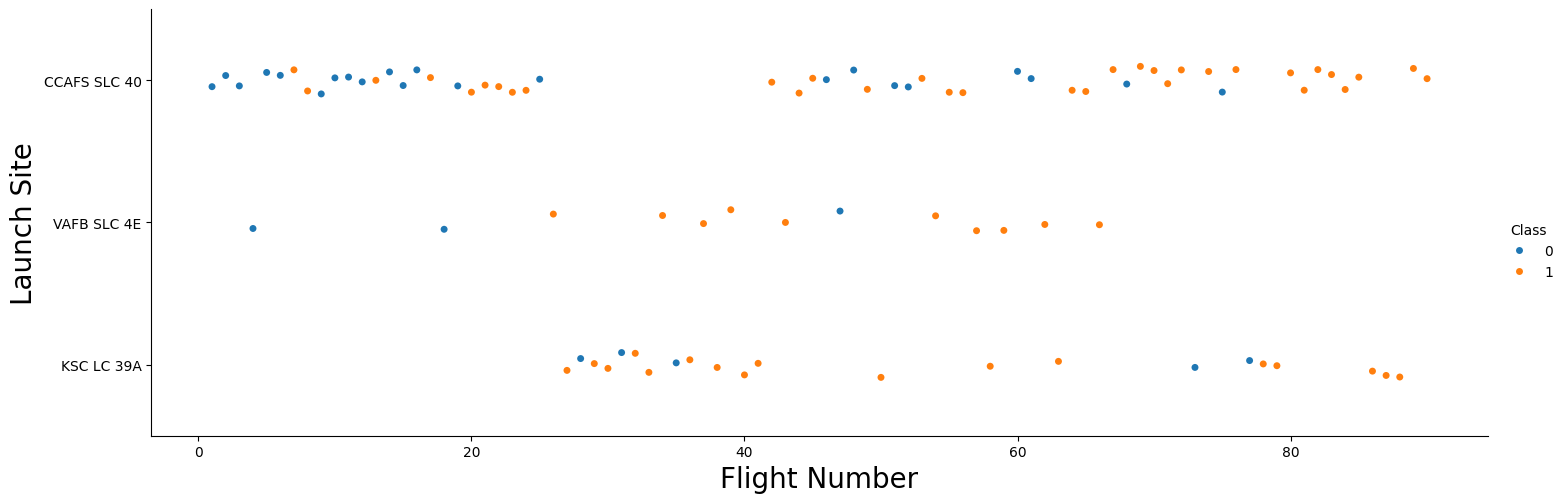 Launch Site
CCAFS SLC 40
VAFB SLC 4E
KSC LC 39A
0
20
40
60
80
Flight Number
Class
0
1